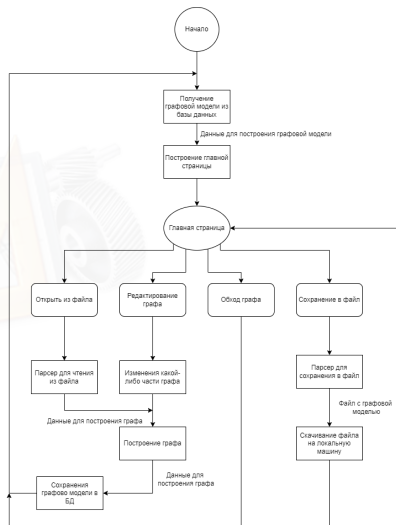 Начало
Получение
графовой модели из
базы данных
Данные для построения графовой модели
Построение главной
страницы
Главная страница
Открыть из файла
Редактирование
графа
Обход графа
Сохранение в файл
Парсер для чтения
из файла
Изменения какой-
либо части графа
Парсер для
сохранения в файл
Данные для построения графа
Файл с графовой
моделью
Построение графа
Скачивание файла
на локальную
машину
Данные для
построения графа
Сохранения
графово модели в
БД